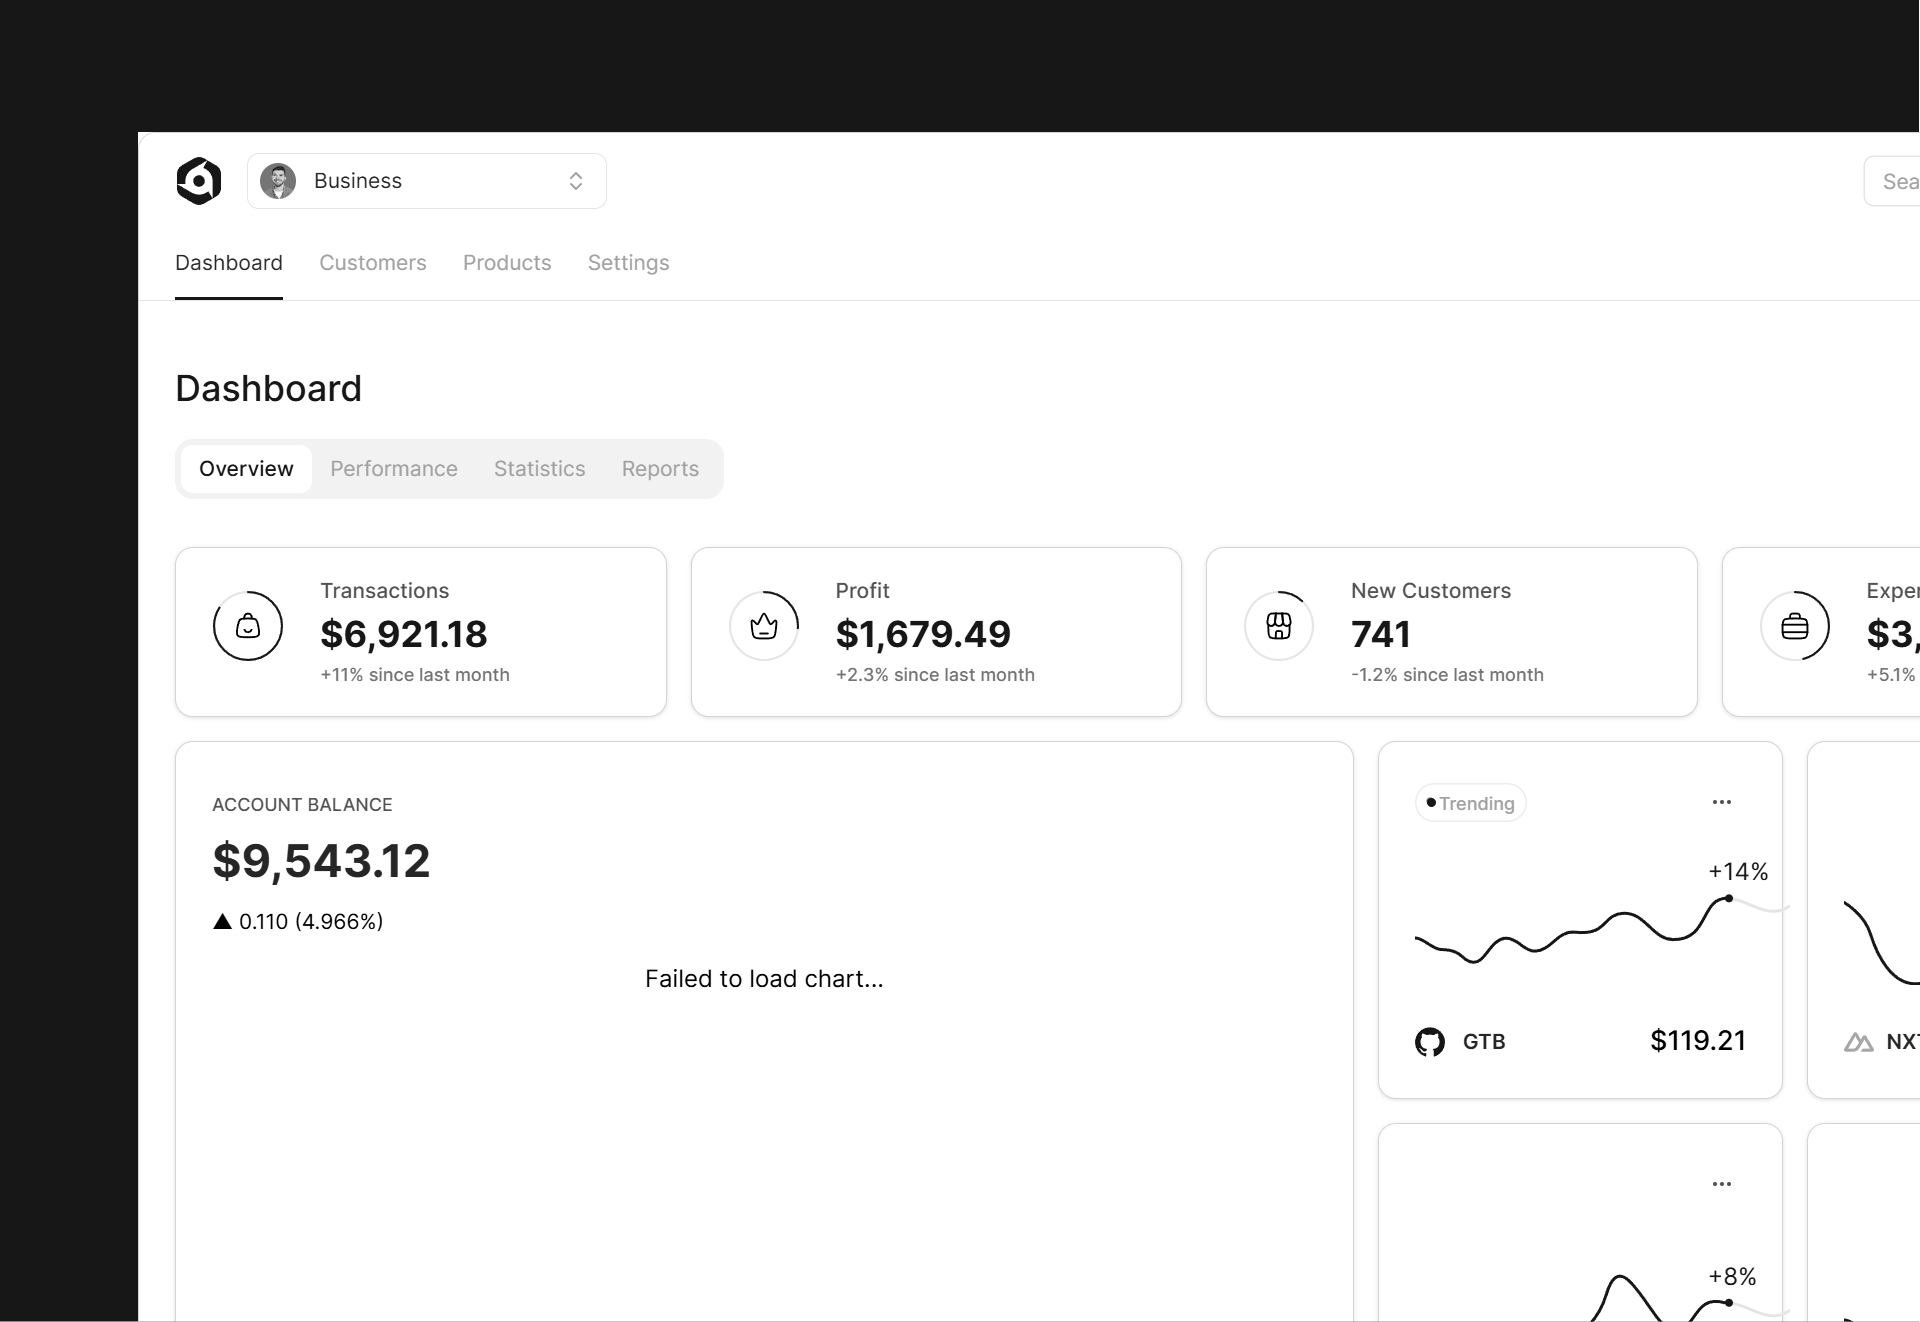 Business
Sea
Dashboard Customers Products Settings
Dashboard
Overview Performance Statistics Reports
Transactions
$6,921.18
+11% since last month
Profit
$1,679.49
+2.3% since last month
New Customers
741
-1.2% since last month
Exper
$3,
+5.1%
ACCOUNT BALANCE
$9,543.12
▲ 0.110 (4.966%)
Failed to load chart...
Trending
+14%
GTB $119.21
NXT
+8%